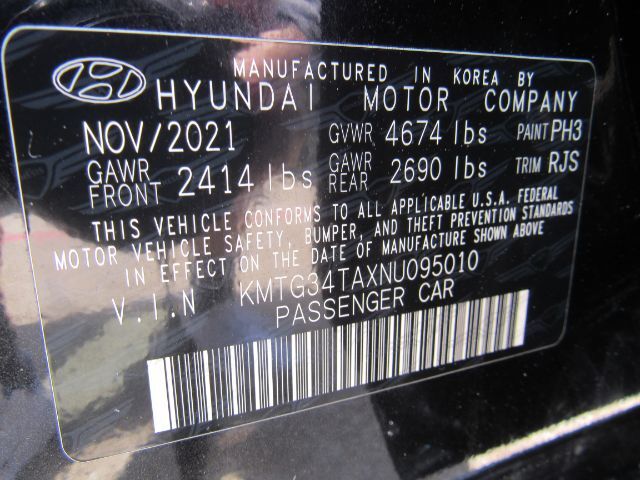 MANUFACTURED IN KOREA BY
HYUNDAI MOTOR COMPANY
NOV/2021 GVWR 4674 lbs PAINT PH3
GAWR FRONT 2414 lbs GAWR REAR 2690 lbs TRIM RJS
THIS VEHICLE CONFORMS TO ALL APPLICABLE U.S.A. FEDERAL
MOTOR VEHICLE SAFETY, BUMPER, AND THEFT PREVENTION STANDARDS
IN EFFECT ON THE DATE OF MANUFACTURE SHOWN ABOVE
V.I.N KMTG34TAXNU095010
PASSENGER CAR